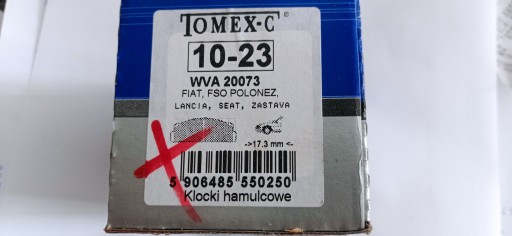 TOMEX-C®
10-23
WVA 20073
FIAT, FSO POLONEZ,
LANCIA, SEAT, ZASTAVA
->17.3 mm <-
5 906485 550250
Klocki hamulcowe